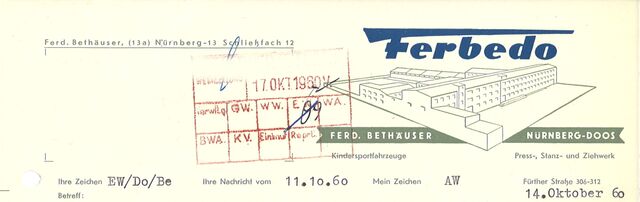 Ferd. Bethäuser, (13a) Nürnberg-13 Schließfach 12
Ferbedo
17.OKT.1960
GW. WW. E WA.
BWA. K V. Einkauf Repr.
FERD. BETHÄUSER NÜRNBERG-DOOS
Kindersportfahrzeuge Press-, Stanz- und Ziehwerk
Ihre Zeichen EW/Do/Be Ihre Nachricht vom 11.10.60 Mein Zeichen AW Fürther Straße 306-312
Betreff: 14.Oktober 60